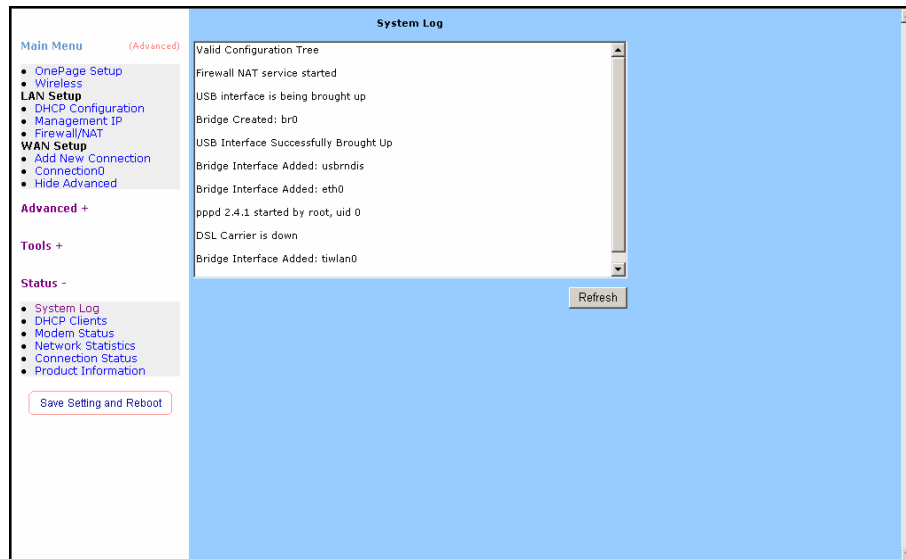 System Log
Main Menu (Advanced)
OnePage Setup
Wireless
LAN Setup
DHCP Configuration
Management IP
Firewall/NAT
WAN Setup
Add New Connection
Connection0
Hide Advanced
Advanced +
Tools +
Status -
System Log
DHCP Clients
Modem Status
Network Statistics
Connection Status
Product Information
Save Setting and Reboot
Valid Configuration Tree
Firewall NAT service started
USB interface is being brought up
Bridge Created: br0
USB Interface Successfully Brought Up
Bridge Interface Added: usbrndis
Bridge Interface Added: eth0
pppd 2.4.1 started by root, uid 0
DSL Carrier is down
Bridge Interface Added: tiwlan0
Refresh